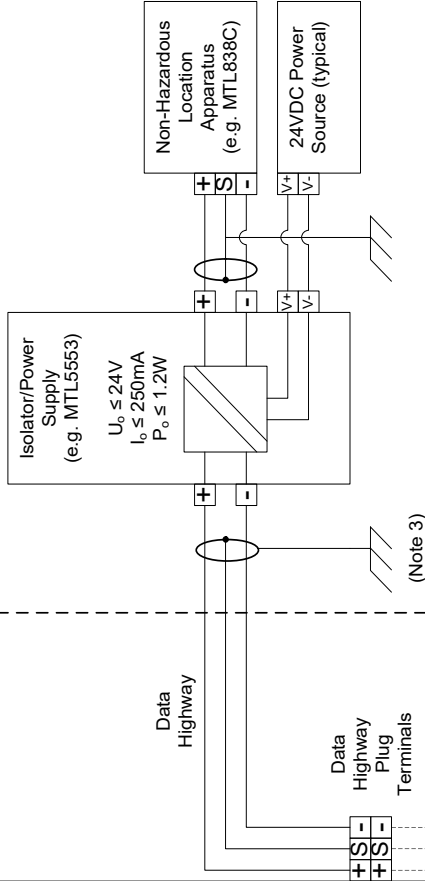 Isolator/Power
Supply
(e.g. MTL5553)
Uₒ ≤ 24V
Iₒ ≤ 250mA
Pₒ ≤ 1.2W
Non-Hazardous
Location
Apparatus
(e.g. MTL838C)
24VDC Power
Source (typical)
+
S
-
V+
V-
+
-
V+
V-
+
-
(Note 3)
Data
Highway
Data
Highway
Plug
Terminals
+ S -
+ S -